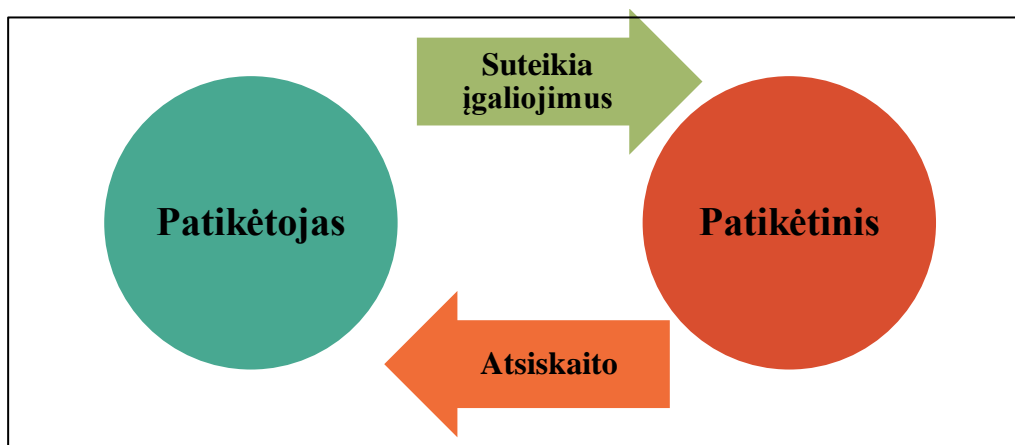 Suteikia
įgaliojimus
Patikėtojas
Patikėtinis
Atsiskaito